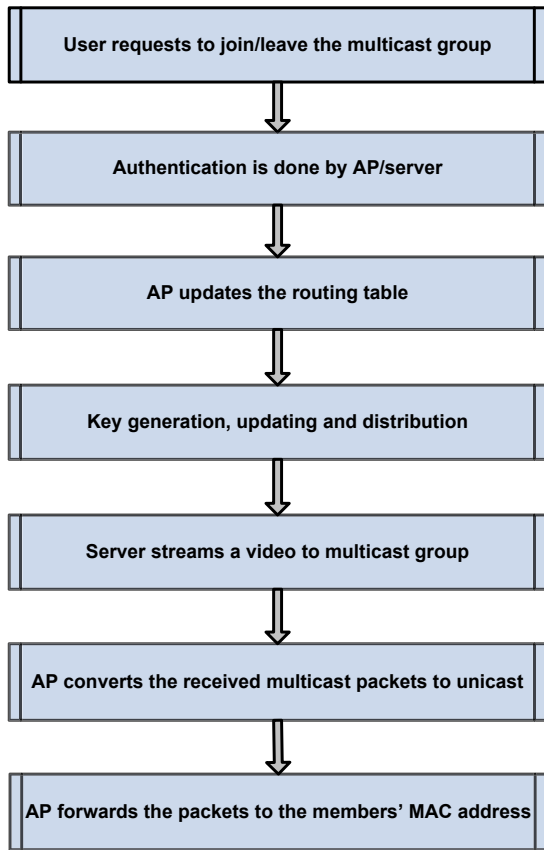 User requests to join/leave the multicast group
Authentication is done by AP/server
AP updates the routing table
Key generation, updating and distribution
Server streams a video to multicast group
AP converts the received multicast packets to unicast
AP forwards the packets to the members’ MAC address